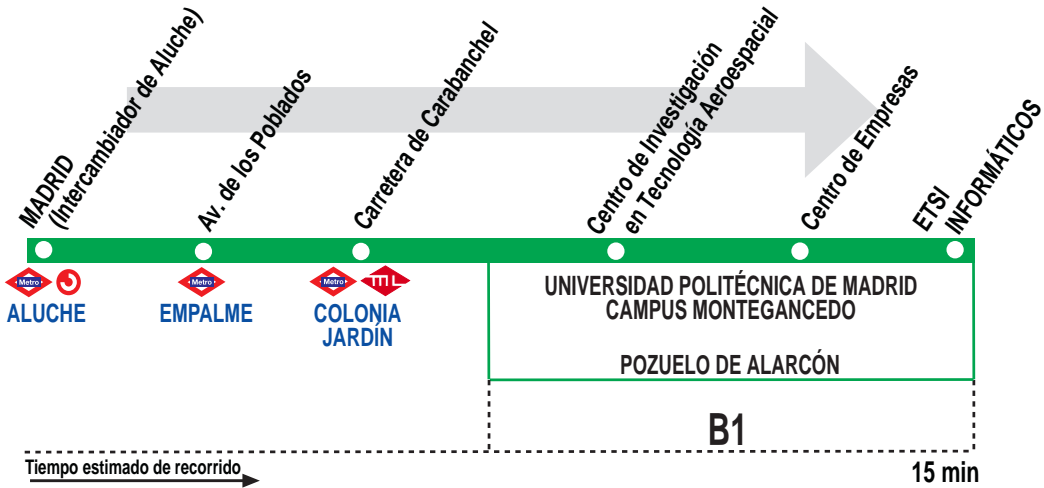 MADRID
(Intercambiador de Aluche)
Av. de los Poblados
Carretera de Carabanchel
Centro de Investigación
en Tecnología Aeroespacial
Centro de Empresas
ETSI
INFORMÁTICOS
Metro
ALUCHE
Metro
EMPALME
Metro
ML
COLONIA
JARDÍN
UNIVERSIDAD POLITÉCNICA DE MADRID
CAMPUS MONTEGANCEDO
POZUELO DE ALARCÓN
B1
Tiempo estimado de recorrido
15 min